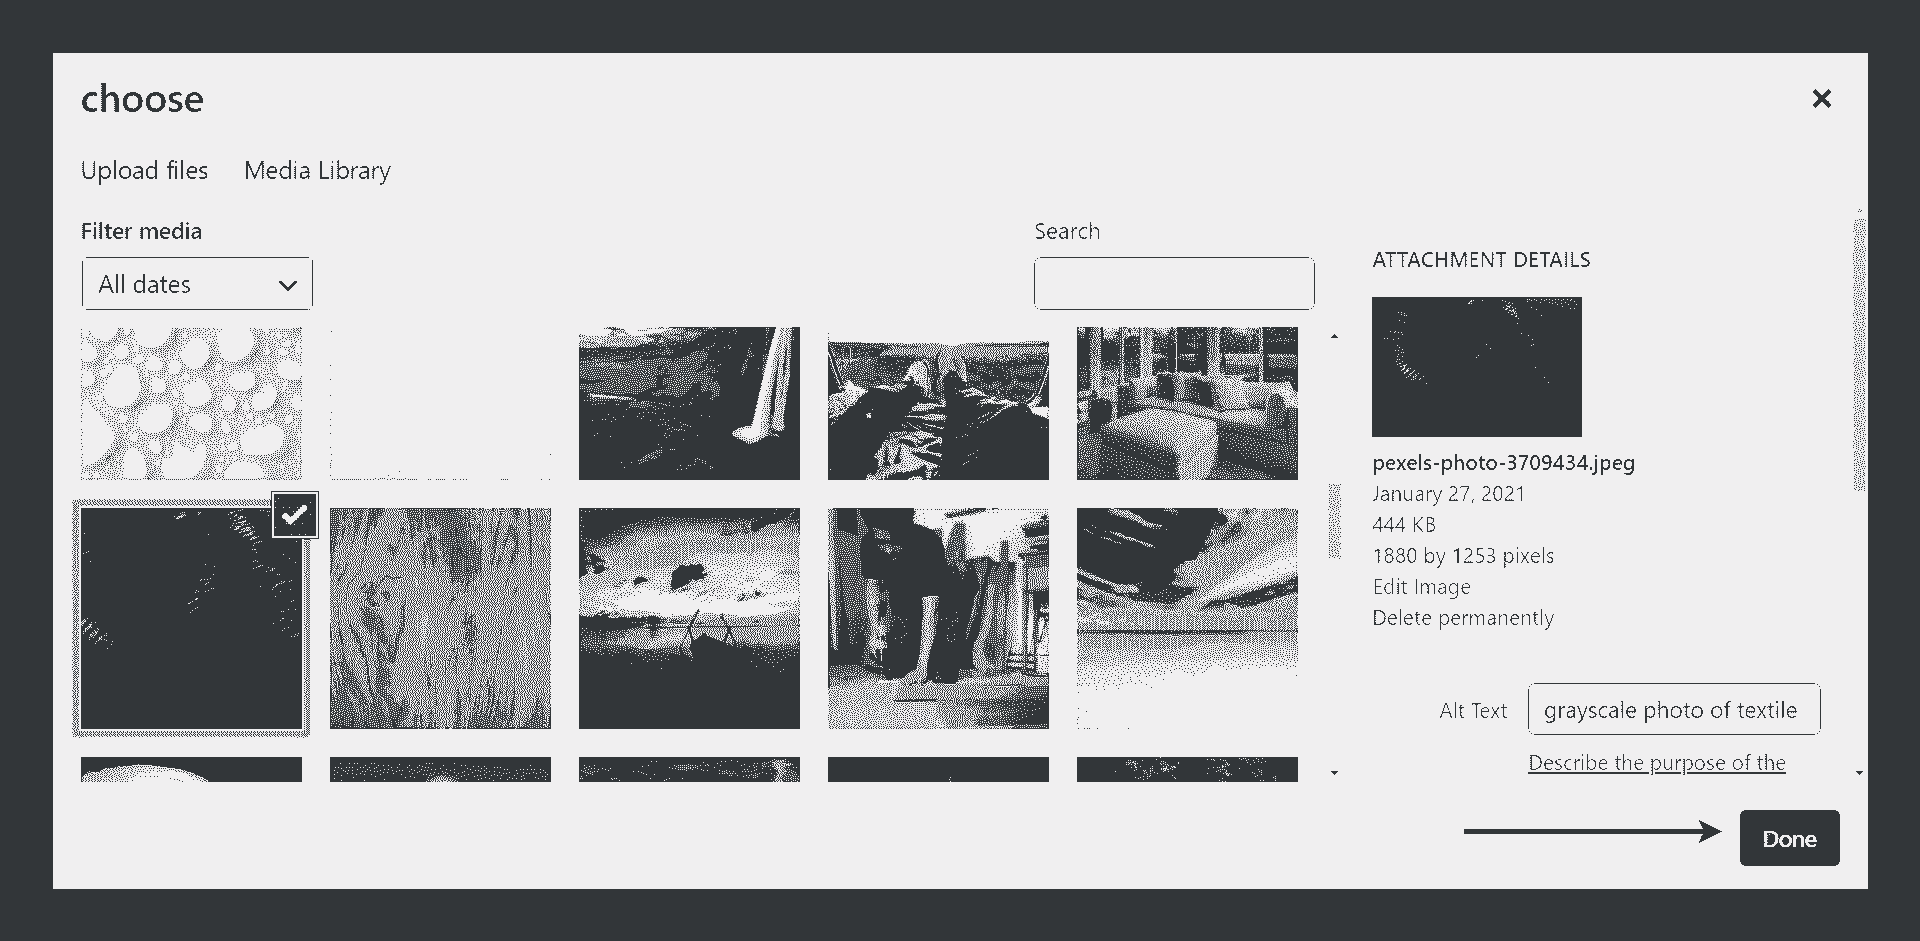 choose
Upload files
Media Library
Filter media
All dates
Search
ATTACHMENT DETAILS
pexels-photo-3709434.jpeg
January 27, 2021
444 KB
1880 by 1253 pixels
Edit Image
Delete permanently
Alt Text
grayscale photo of textile
Describe the purpose of the
Done